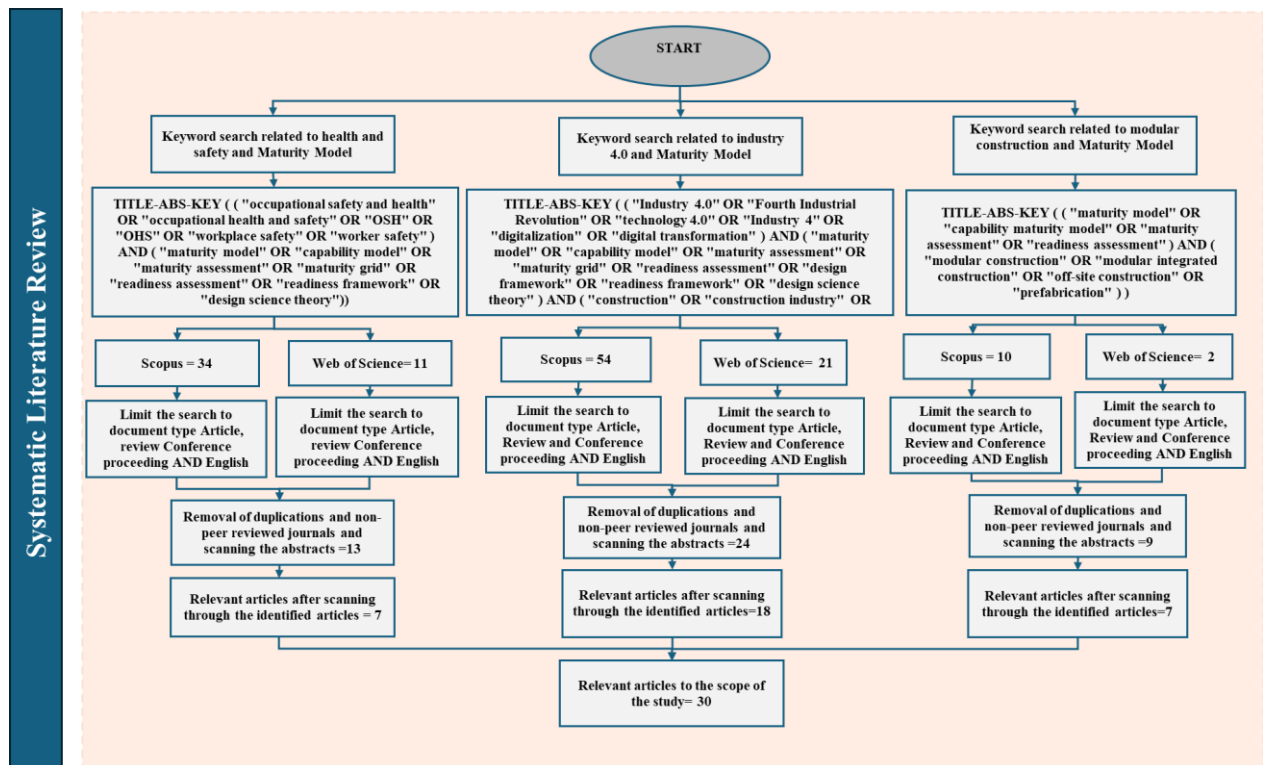 Systematic Literature Review
START
Keyword search related to health and
safety and Maturity Model
Keyword search related to industry
4.0 and Maturity Model
Keyword search related to modular
construction and Maturity Model
TITLE-ABS-KEY ( ( "occupational safety and health"
OR "occupational health and safety" OR "OSH" OR
"OHS" OR "workplace safety" OR "worker safety" )
AND ( "maturity model" OR "capability model" OR
"maturity assessment" OR "maturity grid" OR
"readiness assessment" OR "readiness framework" OR
"design science theory"))
TITLE-ABS-KEY ( ( "Industry 4.0" OR "Fourth Industrial
Revolution" OR "technology 4.0" OR "Industry 4" OR
"digitalization" OR "digital transformation" ) AND ( "maturity
model" OR "capability model" OR "maturity assessment" OR
"maturity grid" OR "readiness assessment" OR "design
framework" OR "readiness framework" OR "design science
theory" ) AND ( "construction" OR "construction industry" OR
TITLE-ABS-KEY ( ( "maturity model" OR
"capability maturity model" OR "maturity
assessment" OR "readiness assessment" ) AND (
"modular construction" OR "modular integrated
construction" OR "off-site construction" OR
"prefabrication" ) )
Scopus = 34
Web of Science= 11
Scopus = 54
Web of Science= 21
Scopus = 10
Web of Science= 2
Limit the search to
document type Article,
review Conference
proceeding AND English
Limit the search to
document type Article,
review Conference
proceeding AND English
Limit the search to
document type Article,
Review and Conference
proceeding AND English
Limit the search to
document type Article,
Review and Conference
proceeding AND English
Limit the search to
document type Article,
Review and Conference
proceeding AND English
Limit the search to
document type Article,
Review and Conference
proceeding AND English
Removal of duplications and non-
peer reviewed journals and
scanning the abstracts =13
Removal of duplications and
non-peer reviewed journals and
scanning the abstracts =24
Removal of duplications and
non-peer reviewed journals and
scanning the abstracts =9
Relevant articles after scanning
through the identified articles = 7
Relevant articles after scanning
through the identified articles=18
Relevant articles after scanning
through the identified articles=7
Relevant articles to the scope of
the study= 30